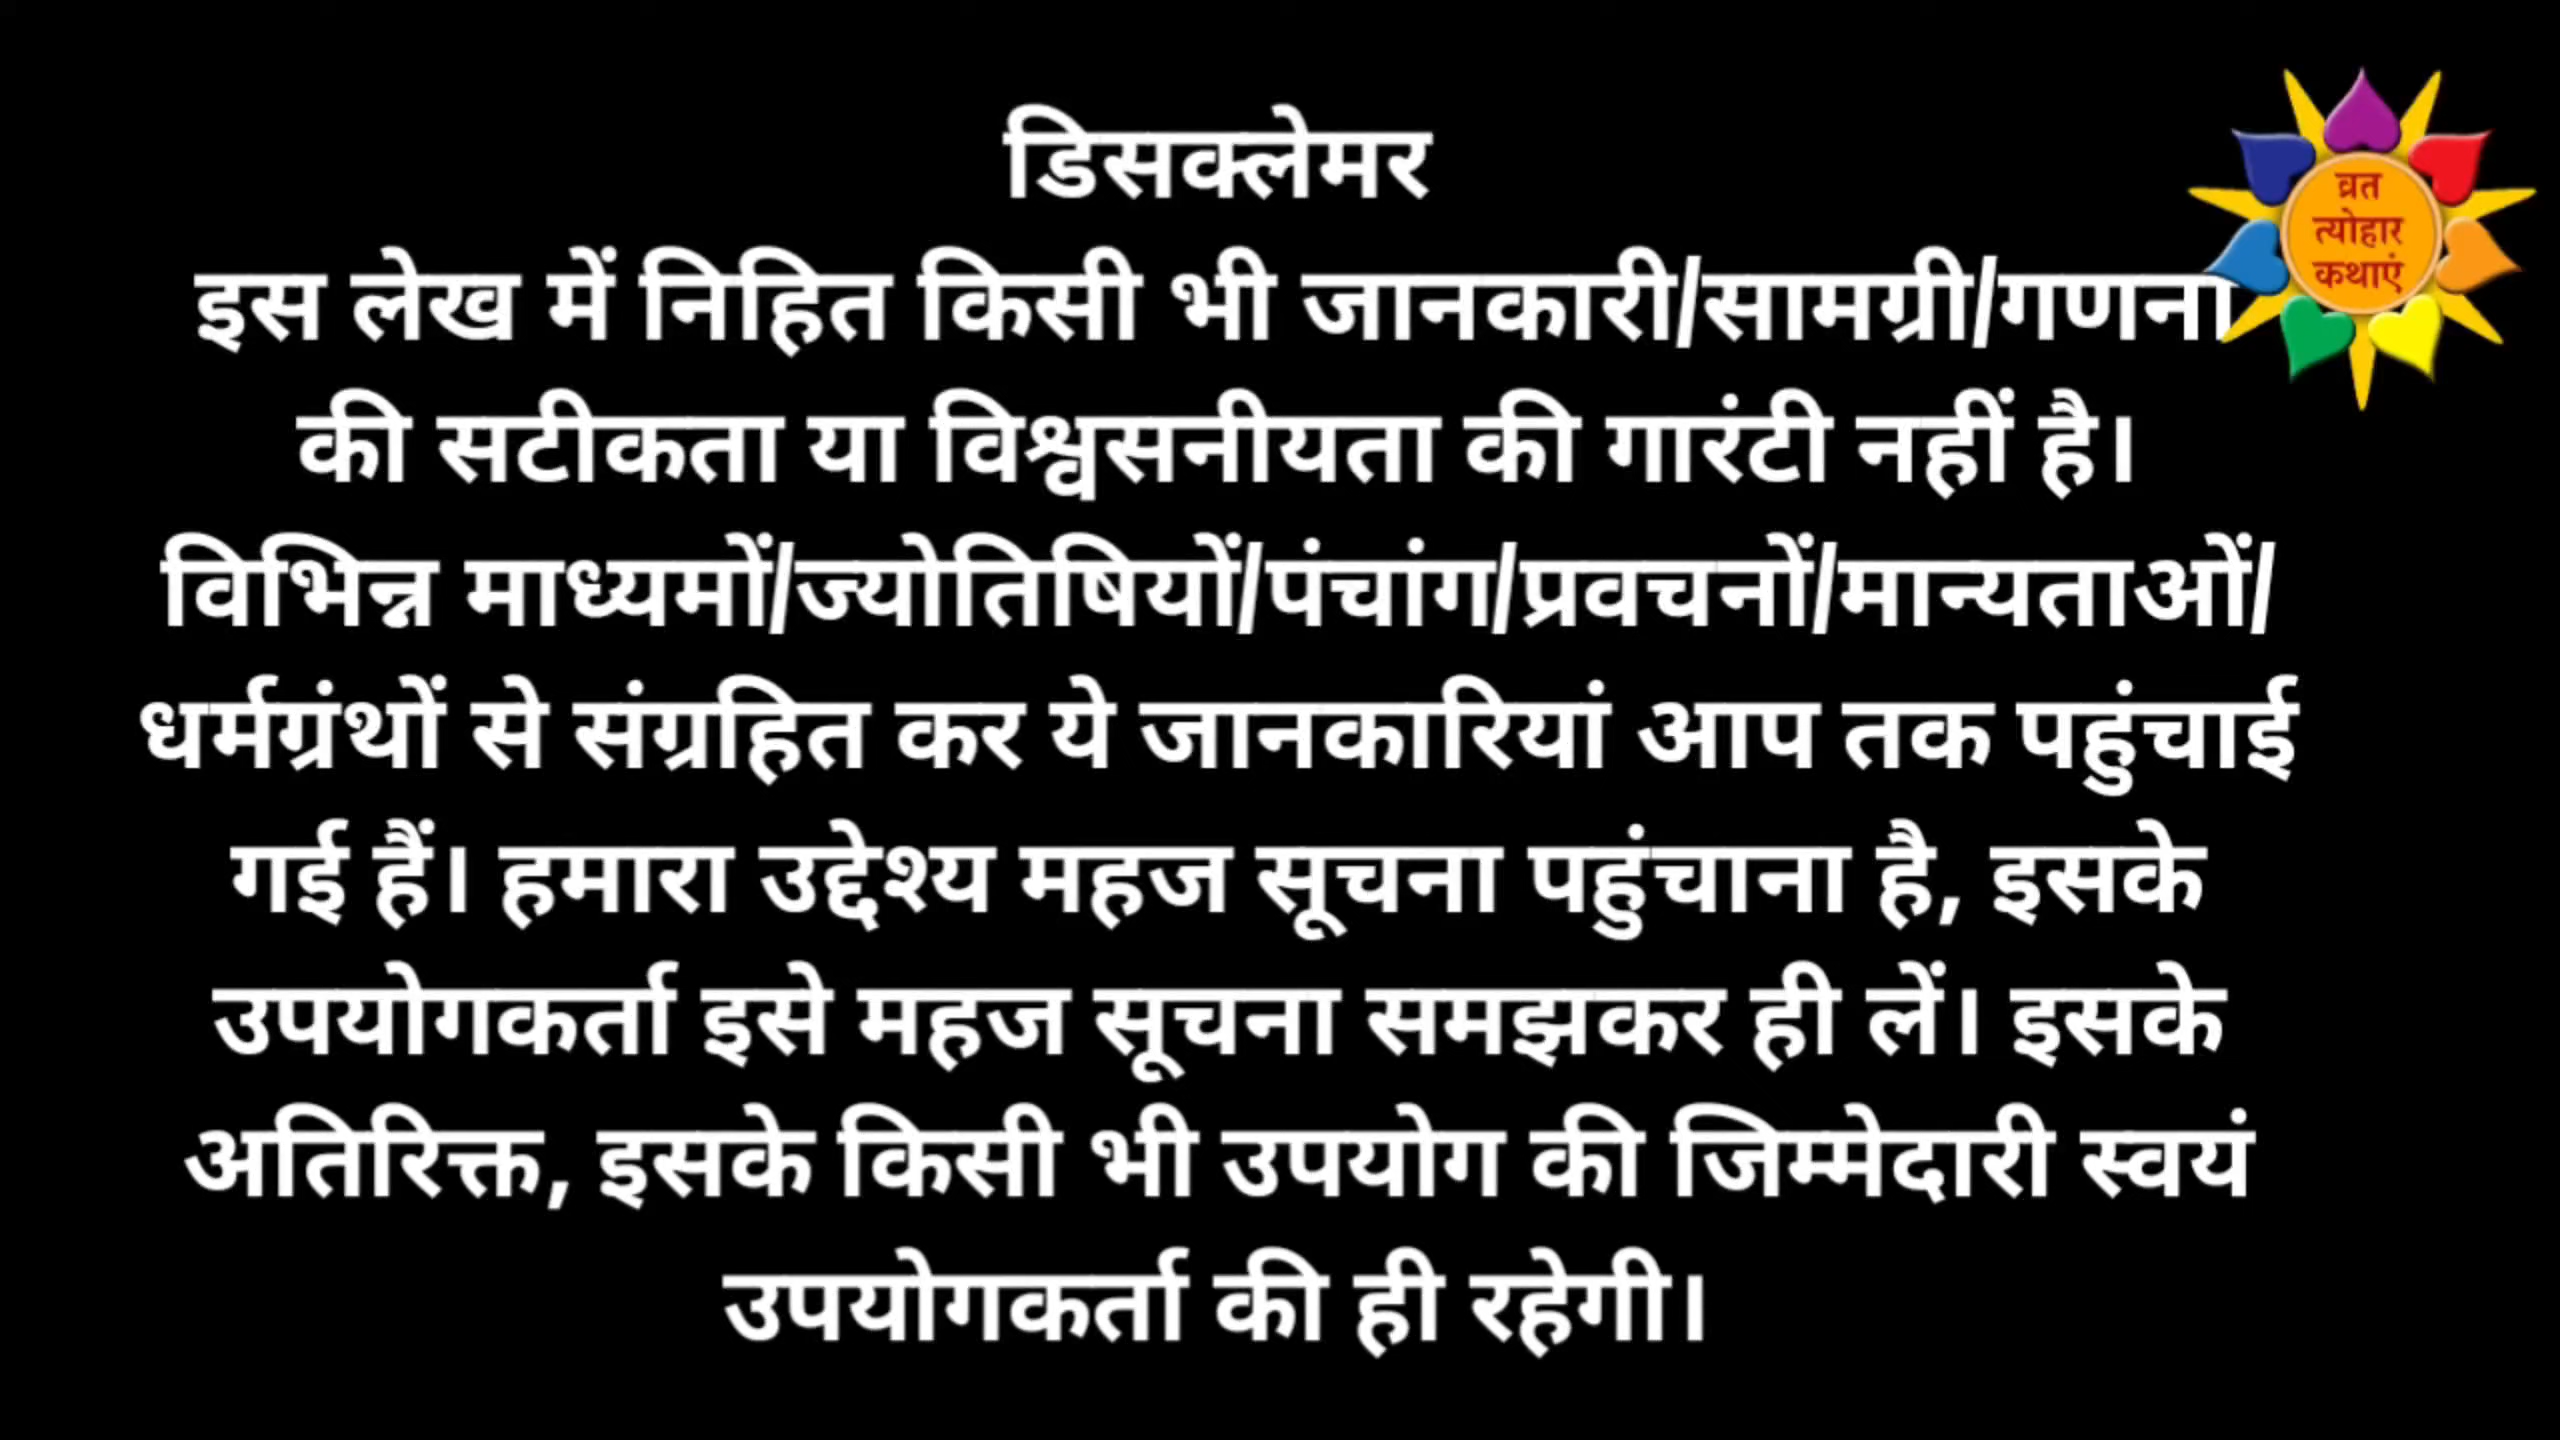 डिसक्लेमर
इस लेख में निहित किसी भी जानकारी/सामग्री/गणना
की सटीकता या विश्वसनीयता की गारंटी नहीं है।
विभिन्न माध्यमों/ज्योतिषियों/पंचांग/प्रवचनों/मान्यताओं/
धर्मग्रंथों से संग्रहित कर ये जानकारियां आप तक पहुंचाई
गई हैं। हमारा उद्देश्य महज सूचना पहुंचाना है, इसके
उपयोगकर्ता इसे महज सूचना समझकर ही लें। इसके
अतिरिक्त, इसके किसी भी उपयोग की जिम्मेदारी स्वयं
उपयोगकर्ता की ही रहेगी।
व्रत
त्योहार
कथाएं